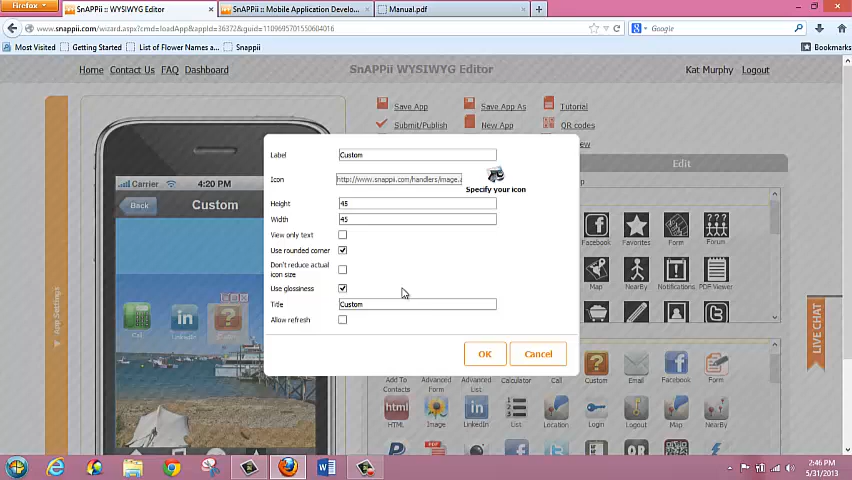 Firefox
SnAPPii :: WYSIWYG Editor
SnAPPii :: Mobile Application Develo...
Manual.pdf
www.snappii.com/wizard.aspx?cmd=loadApp&appId=36372&guid=1109695701550604016
Google
Most Visited
Getting Started
List of Flower Names a...
Snappii
Bookmarks
Home
Contact Us
FAQ
Dashboard
SnAPPii WYSIWYG Editor
Kat Murphy
Logout
Save App
Save App As
Tutorial
Submit/Publish
New App
QR codes
Edit
Label
Custom
Icon
http://www.snappii.com/handlers/image.a
Specify your icon
Height
45
Width
45
View only text
Use rounded corner
Don't reduce actual
icon size
Use glossiness
Title
Custom
Allow refresh
OK
Cancel
Carrier
4:20 PM
Back
Custom
Call
in
App Settings
Facebook
Favorites
Form
Forum
Map
NearBy
Notifications
PDF Viewer
LIVE CHAT
Add To
Contacts
Advanced
Form
Advanced
List
Calculator
Call
Custom
Email
Facebook
Form
html
HTML
Image
in
LinkedIn
List
Location
Login
Logout
Map
NearBy
2:46 PM
5/31/2013